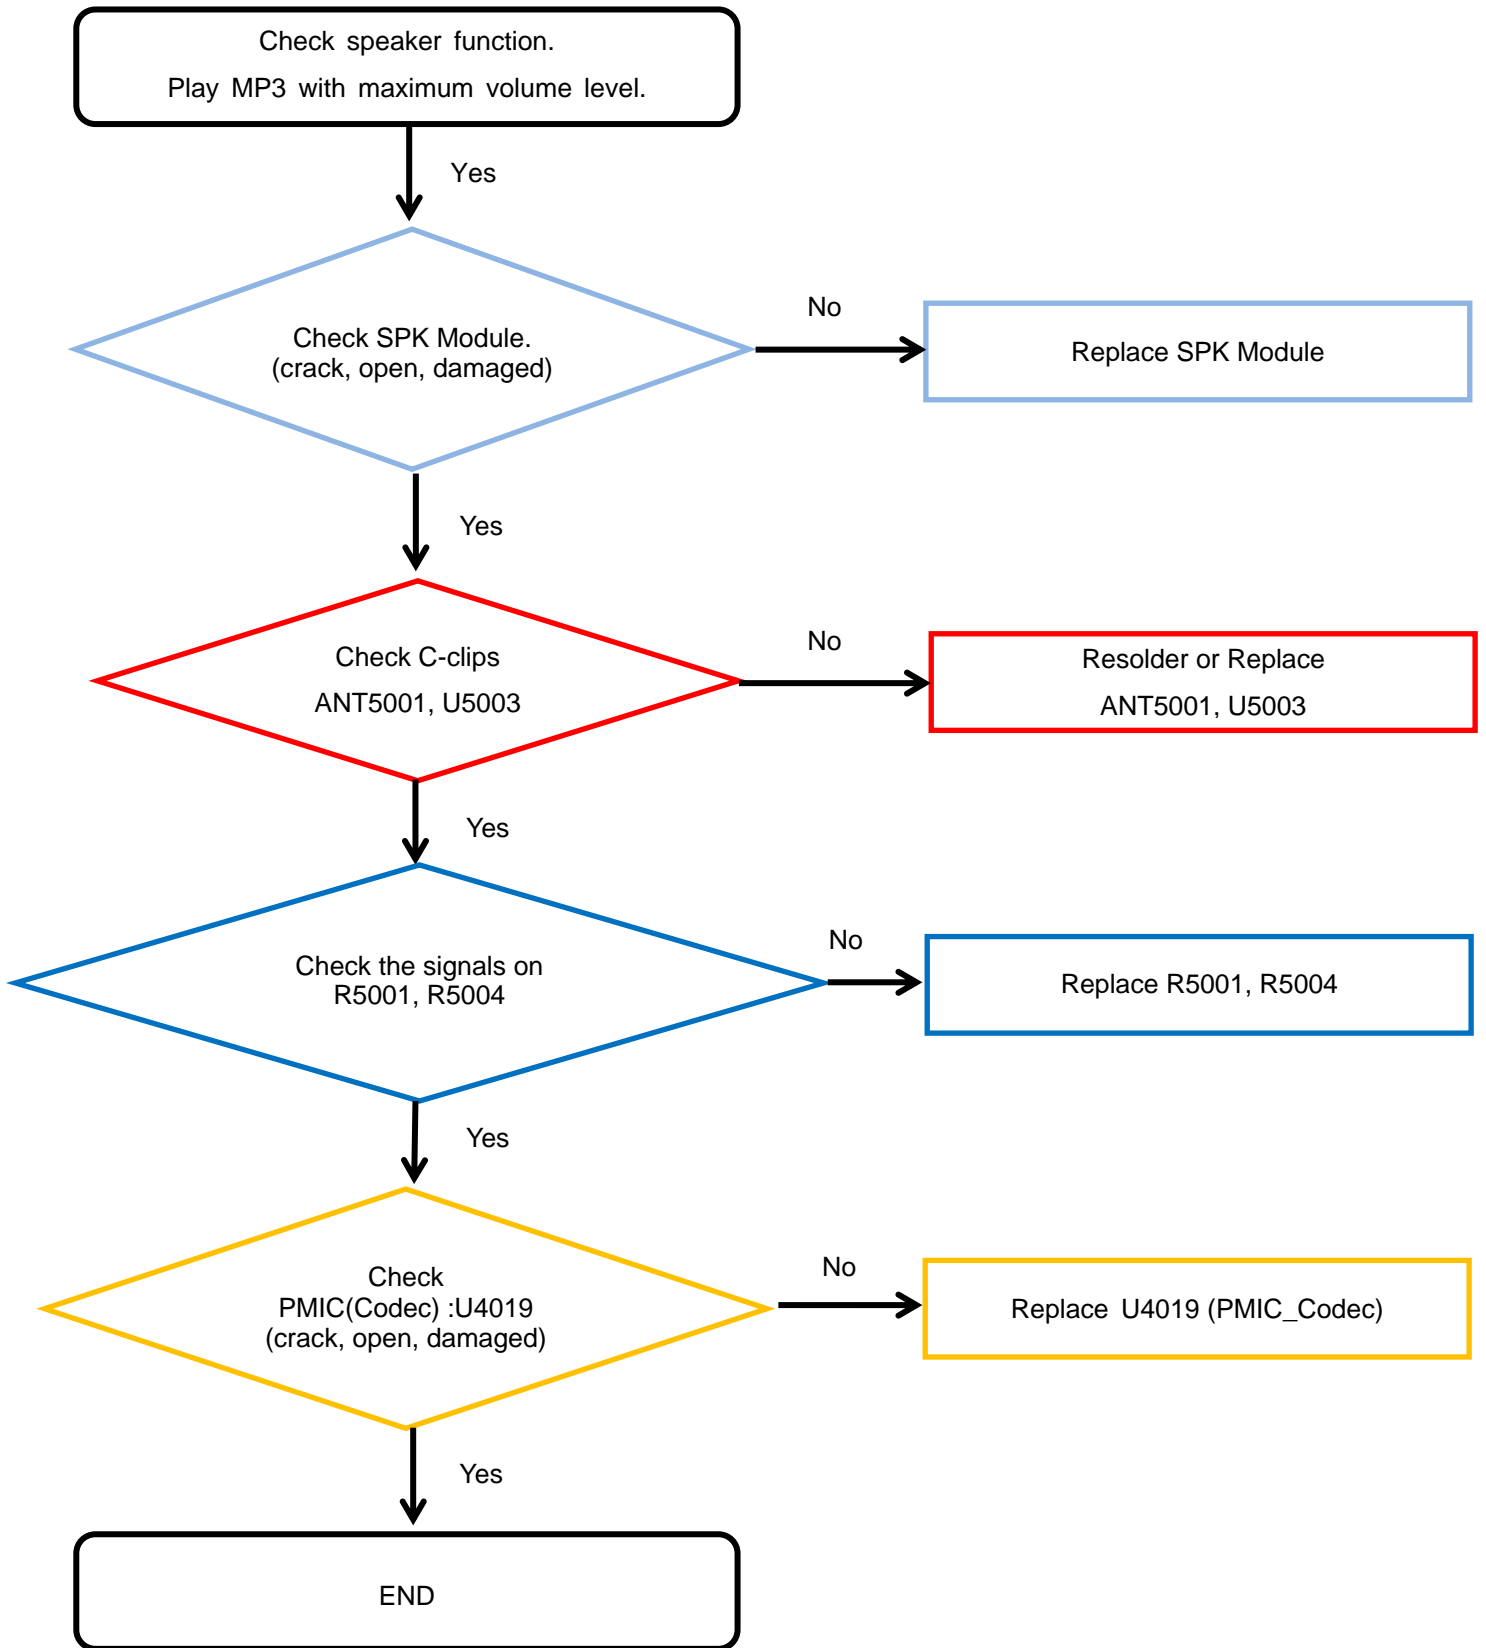 Check speaker function.
Play MP3 with maximum volume level.
Yes
Check SPK Module.
(crack, open, damaged)
No
Replace SPK Module
Yes
Check C-clips
ANT5001, U5003
No
Resolder or Replace
ANT5001, U5003
Yes
Check the signals on
R5001, R5004
No
Replace R5001, R5004
Yes
Check
PMIC(Codec) :U4019
(crack, open, damaged)
No
Replace U4019 (PMIC_Codec)
Yes
END